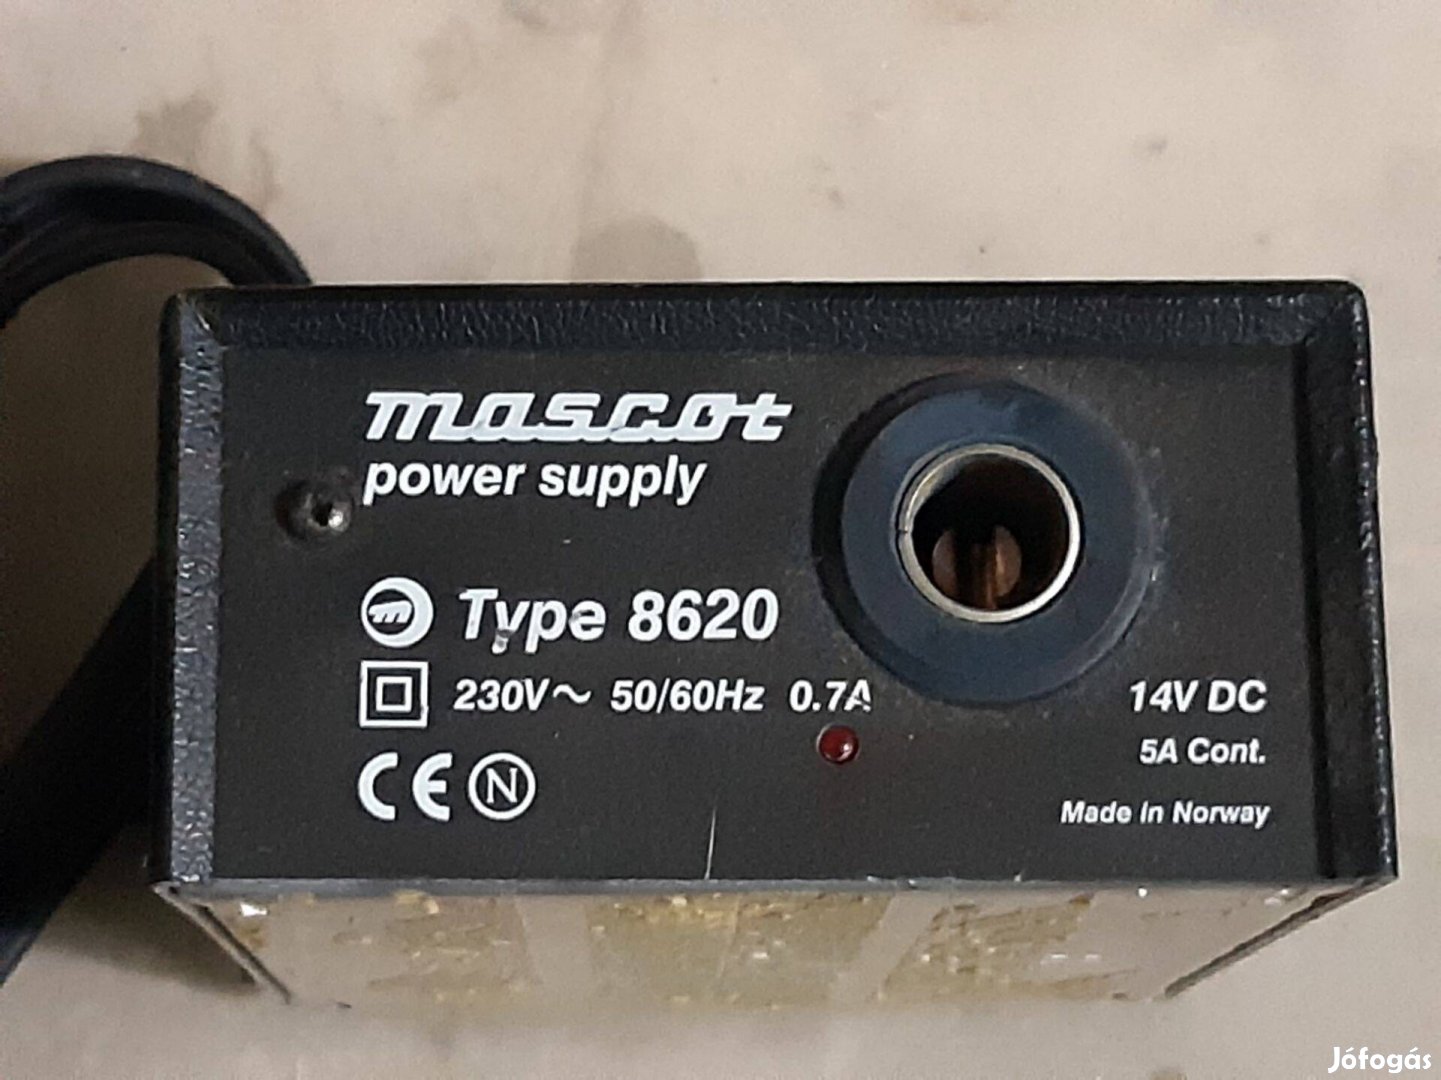 mascot
power supply
Type 8620
230V~ 50/60Hz 0.7A
CE N
14V DC
5A Cont.
Made in Norway
Jófogás